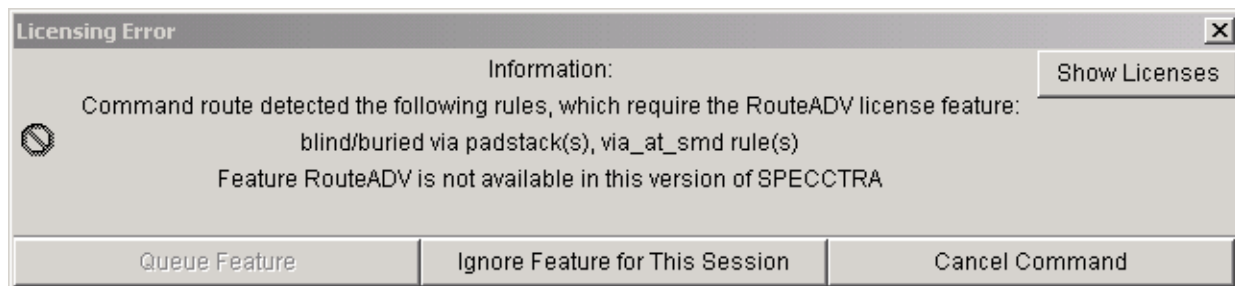 Licensing Error
Information:
Show Licenses
Command route detected the following rules, which require the RouteADV license feature:
blind/buried via padstack(s), via_at_smd rule(s)
Feature RouteADV is not available in this version of SPECCTRA
Queue Feature
Ignore Feature for This Session
Cancel Command